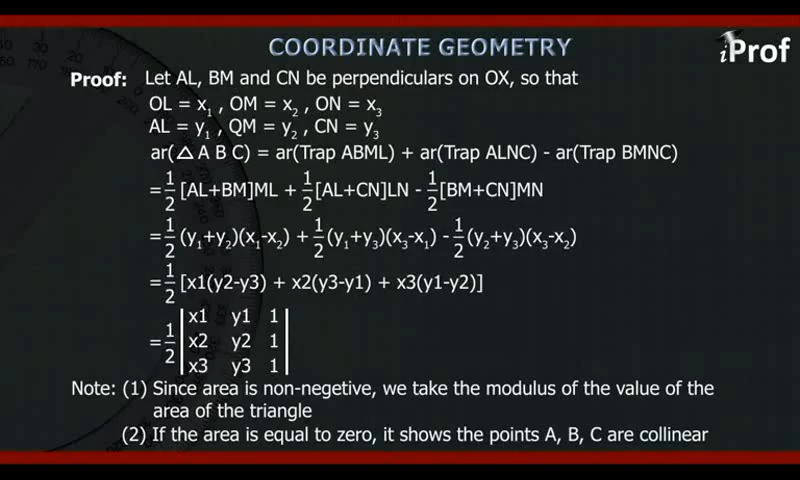 COORDINATE GEOMETRY
iProf
Proof: Let AL, BM and CN be perpendiculars on OX, so that
OL = x₁ , OM = x₂ , ON = x₃
AL = y₁ , QM = y₂ , CN = y₃
ar(△ A B C) = ar(Trap ABML) + ar(Trap ALNC) - ar(Trap BMNC)
= 1/2 [AL+BM]ML + 1/2 [AL+CN]LN - 1/2 [BM+CN]MN
= 1/2 (y₁+y₂)(x₁-x₂) + 1/2 (y₁+y₃)(x₃-x₁) - 1/2 (y₂+y₃)(x₃-x₂)
= 1/2 [x1(y2-y3) + x2(y3-y1) + x3(y1-y2)]
x1 y1 1
= 1/2 | x2 y2 1 |
x3 y3 1
Note: (1) Since area is non-negetive, we take the modulus of the value of the
area of the triangle
(2) If the area is equal to zero, it shows the points A, B, C are collinear